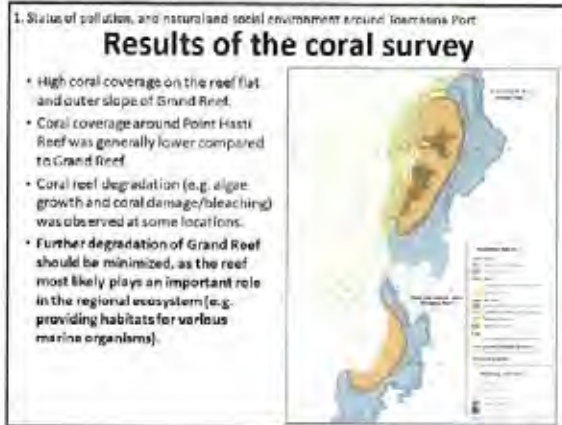 1. Status of pollution, and natural and social environment around Toamasina Port
Results of the coral survey
• High coral coverage on the reef flat
and outer slope of Grand Reef.
• Coral coverage around Point Hastie
Reef was generally lower compared
to Grand Reef.
• Coral reef degradation (e.g. algae
growth and coral damage/bleaching)
was observed at some locations.
• Further degradation of Grand Reef
should be minimized, as the reef
most likely plays an important role
in the regional ecosystem (e.g.
providing habitats for various
marine organisms).